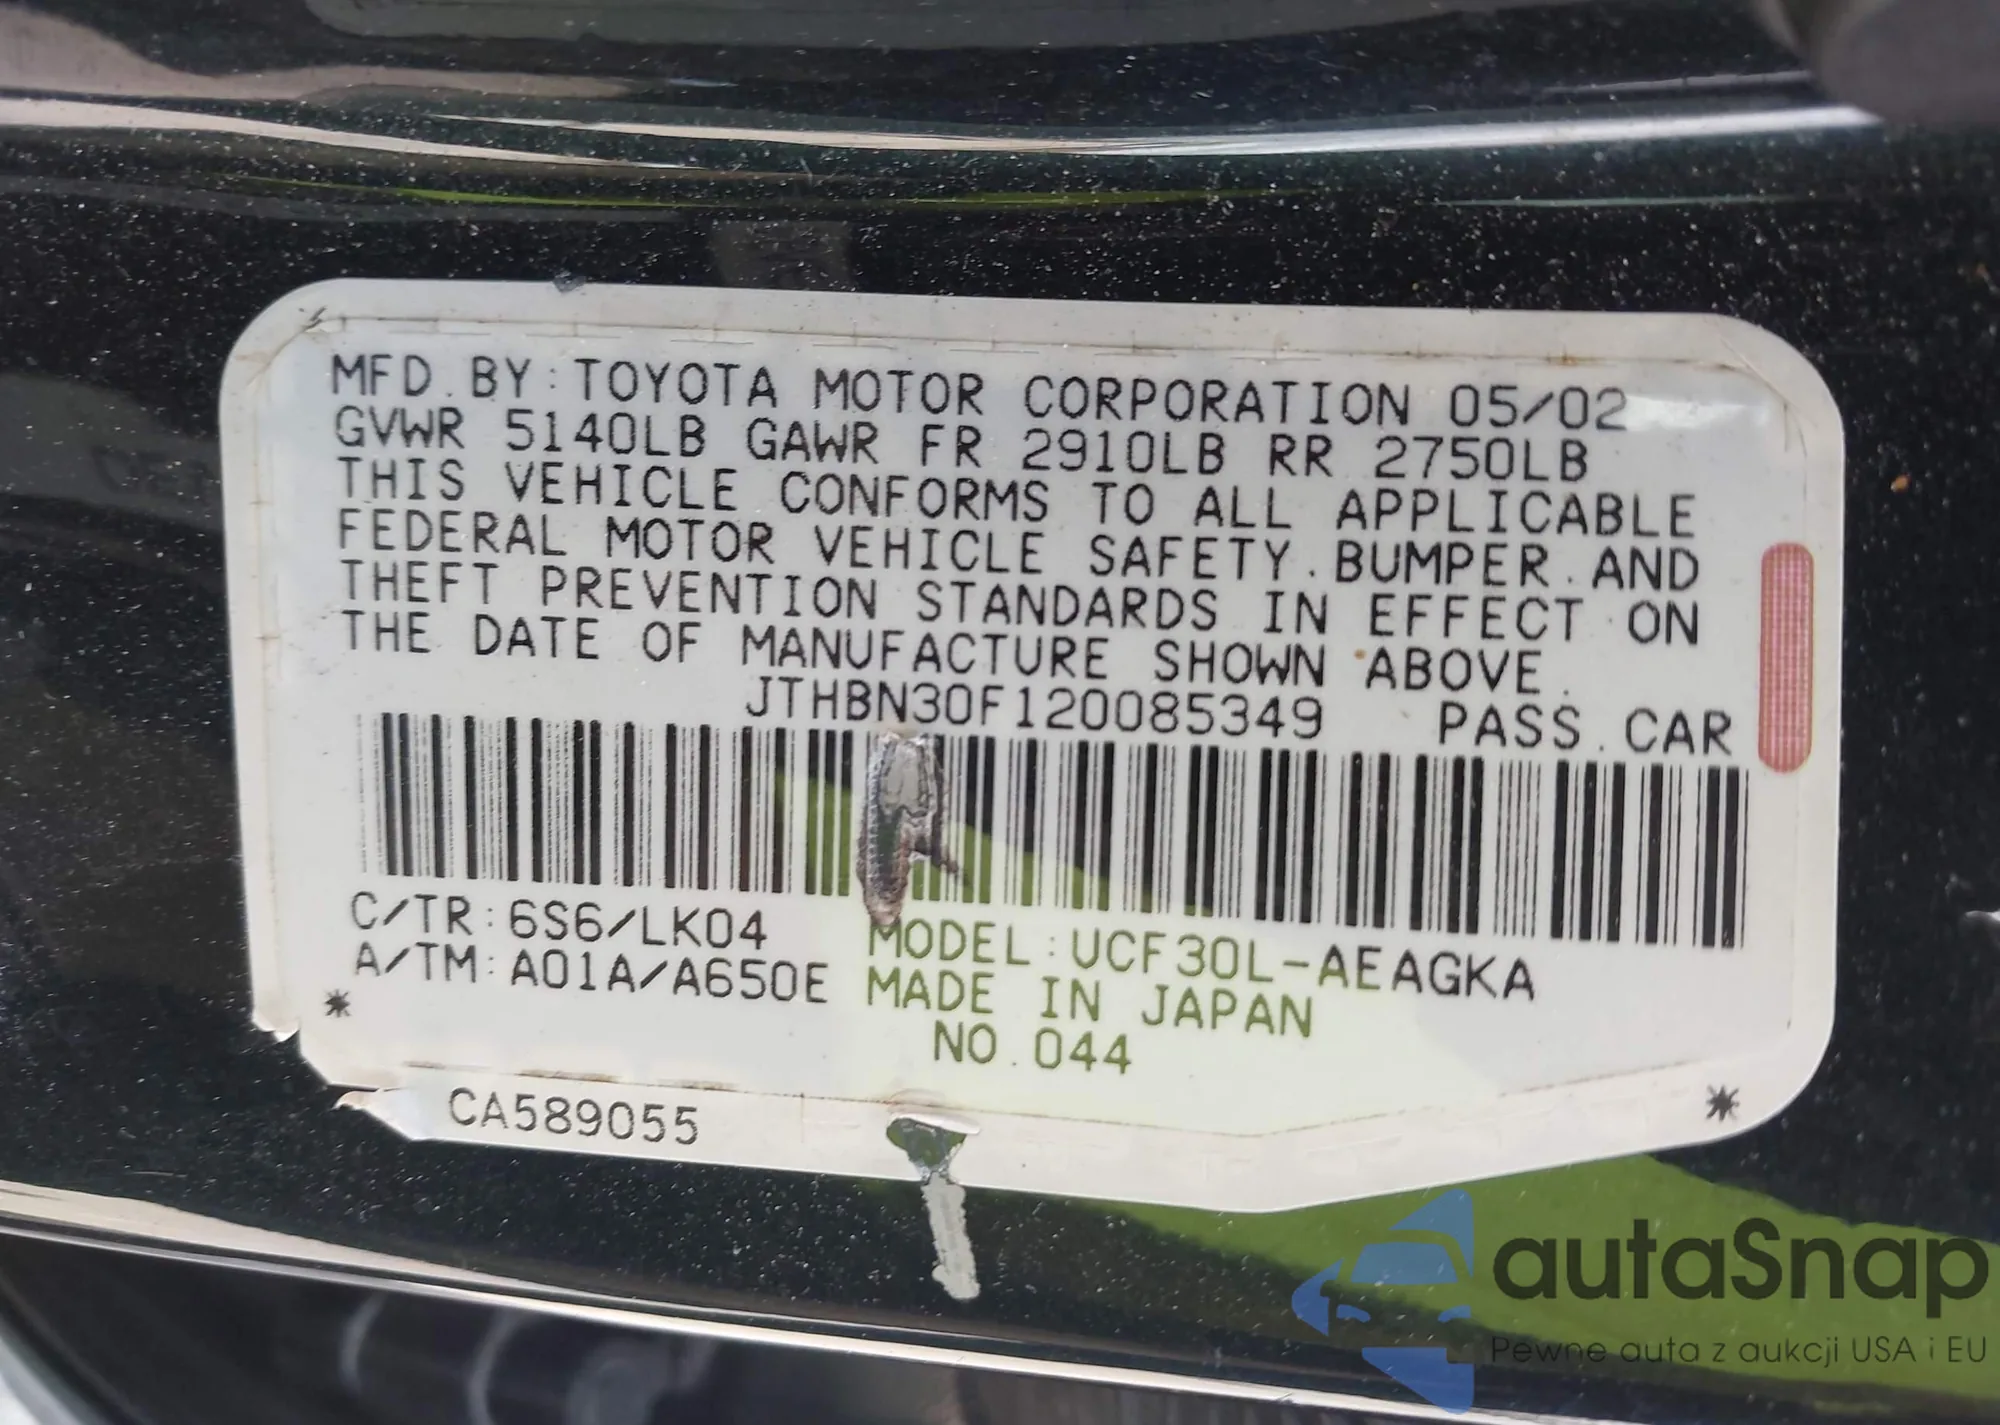 MFD.BY:TOYOTA MOTOR CORPORATION 05/02
GVWR 5140LB GAWR FR 2910LB RR 2750LB
THIS VEHICLE CONFORMS TO ALL APPLICABLE
FEDERAL MOTOR VEHICLE SAFETY.BUMPER.AND
THEFT PREVENTION STANDARDS IN EFFECT ON
THE DATE OF MANUFACTURE SHOWN ABOVE.
JTHBN30F120085349 PASS.CAR
C/TR:6S6/LK04 MODEL:UCF30L-AEAGKA
A/TM:A01A/A650E MADE IN JAPAN
* NO.044
CA589055 *
autaSnap
Pewne auta z aukcji USA i EU